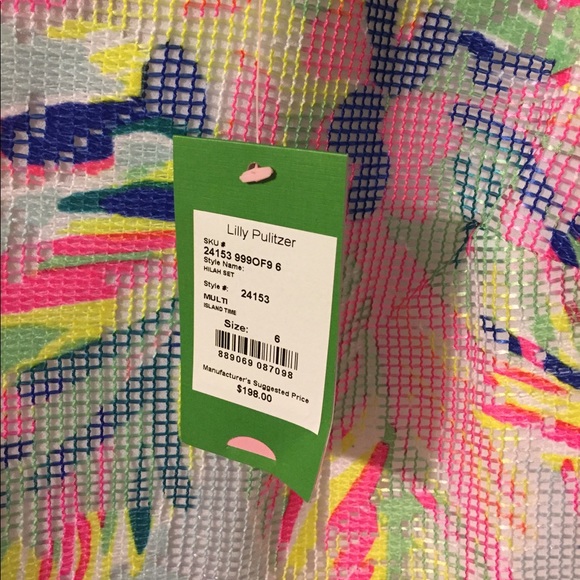 Lilly Pulitzer
SKU #
24153 999OF9 6
Style Name:
HILAH SET
Style #: 24153
MULTI
ISLAND TIME
Size: 6
889069 087098
Manufacturer's Suggested Price
$198.00